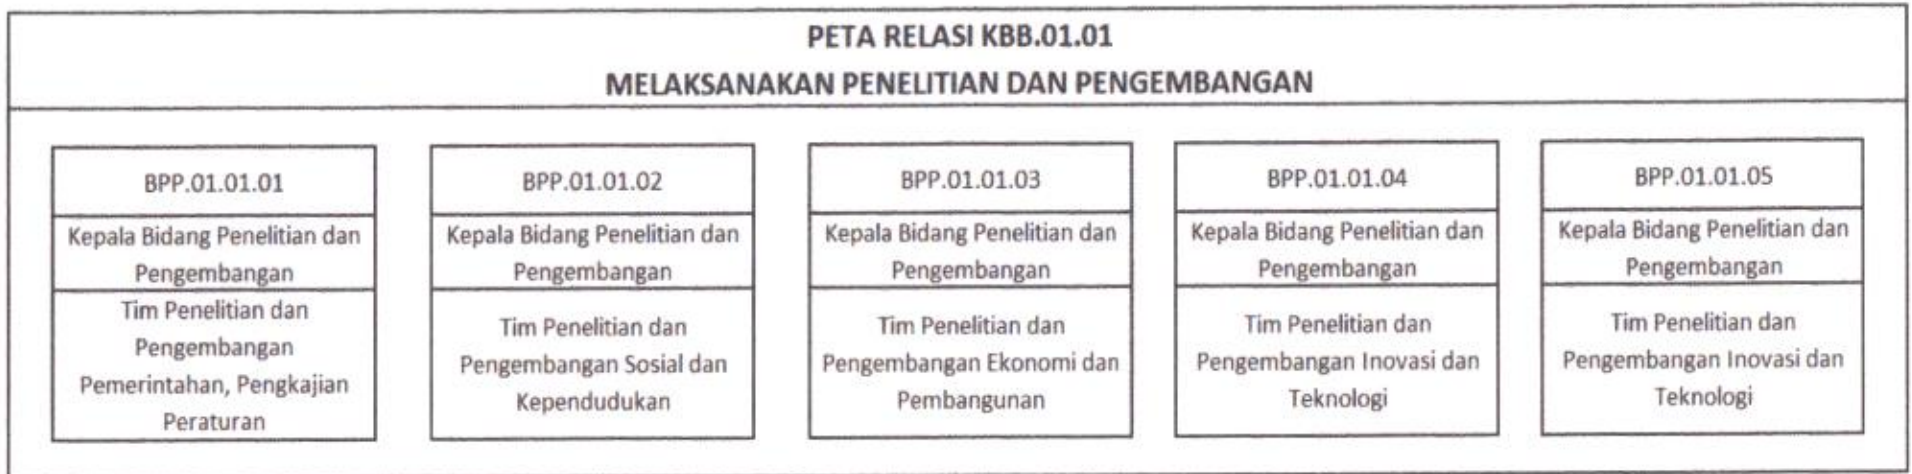 PETA RELASI KBB.01.01
MELAKSANAKAN PENELITIAN DAN PENGEMBANGAN
BPP.01.01.01
Kepala Bidang Penelitian dan
Pengembangan
Tim Penelitian dan
Pengembangan
Pemerintahan, Pengkajian
Peraturan
BPP.01.01.02
Kepala Bidang Penelitian dan
Pengembangan
Tim Penelitian dan
Pengembangan Sosial dan
Kependudukan
BPP.01.01.03
Kepala Bidang Penelitian dan
Pengembangan
Tim Penelitian dan
Pengembangan Ekonomi dan
Pembangunan
BPP.01.01.04
Kepala Bidang Penelitian dan
Pengembangan
Tim Penelitian dan
Pengembangan Inovasi dan
Teknologi
BPP.01.01.05
Kepala Bidang Penelitian dan
Pengembangan
Tim Penelitian dan
Pengembangan Inovasi dan
Teknologi